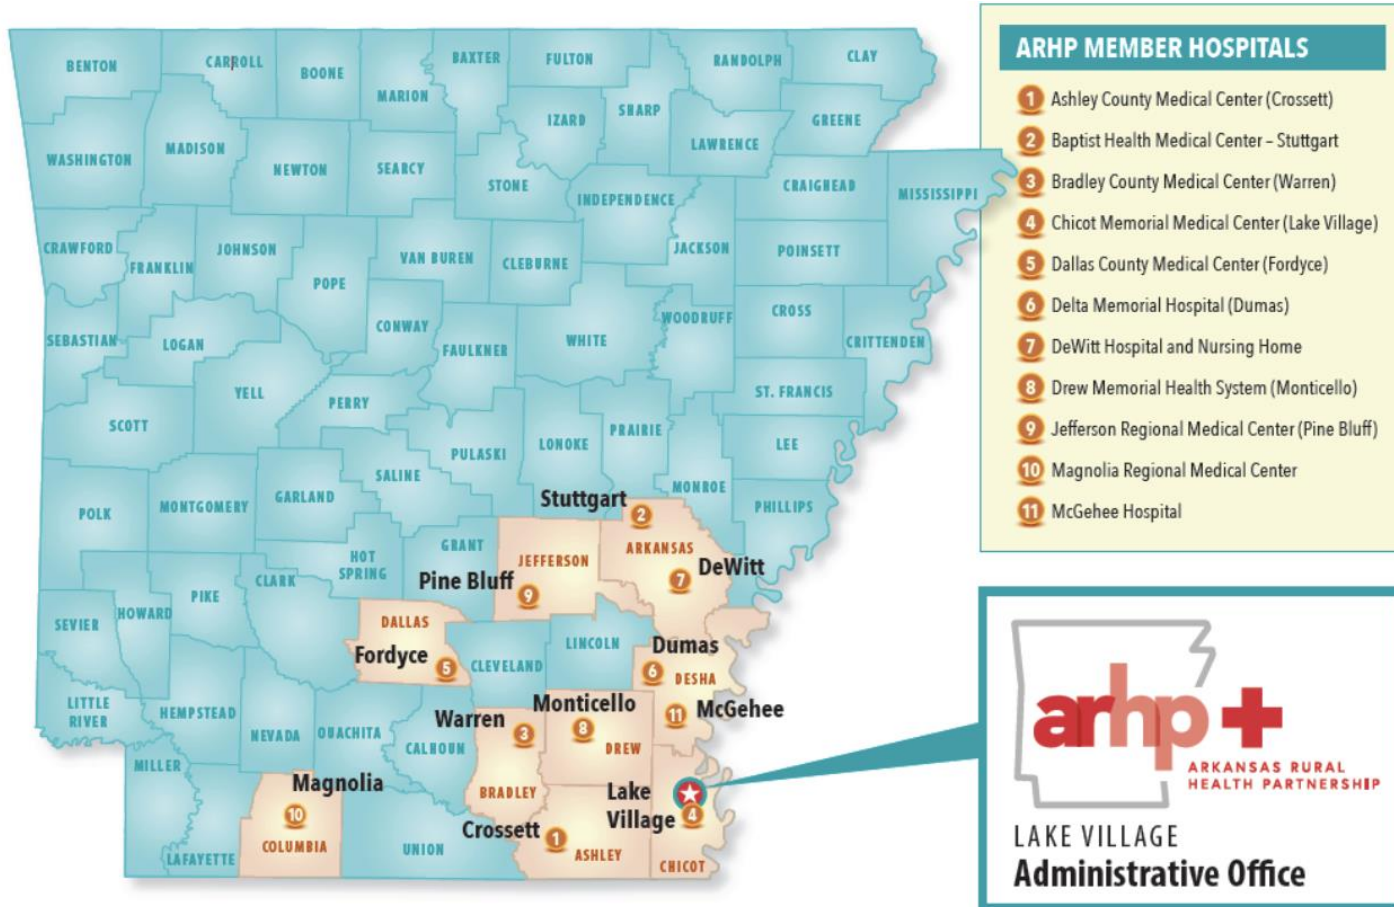 BENTON
CARROLL
BOONE
MARION
BAXTER
FULTON
SHARP
IZARD
RANDOLPH
CLAY
GREENE
LAWRENCE
WASHINGTON
MADISON
NEWTON
SEARCY
STONE
INDEPENDENCE
CRAIGHEAD
MISSISSIPPI
CRAWFORD
FRANKLIN
JOHNSON
POPE
VAN BUREN
CLEBURNE
JACKSON
POINSETT
SEBASTIAN
LOGAN
CONWAY
FAULKNER
WHITE
WOODRUFF
CROSS
CRITTENDEN
SCOTT
YELL
PERRY
PULASKI
LONOKE
PRAIRIE
ST. FRANCIS
LEE
MONROE
PHILLIPS
POLK
MONTGOMERY
GARLAND
SALINE
HOT
SPRING
GRANT
JEFFERSON
Pine Bluff
9
Stuttgart
2
ARKANSAS
DeWitt
7
SEVIER
HOWARD
PIKE
CLARK
DALLAS
Fordyce
5
CLEVELAND
LINCOLN
Dumas
6
DESHA
McGehee
11
LITTLE
RIVER
HEMPSTEAD
NEVADA
OUACHITA
CALHOUN
Warren
3
BRADLEY
Monticello
8
DREW
MILLER
LAFAYETTE
Magnolia
10
COLUMBIA
UNION
Crossett
1
ASHLEY
Lake
Village
4
CHICOT
ARHP MEMBER HOSPITALS
1 Ashley County Medical Center (Crossett)
2 Baptist Health Medical Center – Stuttgart
3 Bradley County Medical Center (Warren)
4 Chicot Memorial Medical Center (Lake Village)
5 Dallas County Medical Center (Fordyce)
6 Delta Memorial Hospital (Dumas)
7 DeWitt Hospital and Nursing Home
8 Drew Memorial Health System (Monticello)
9 Jefferson Regional Medical Center (Pine Bluff)
10 Magnolia Regional Medical Center
11 McGehee Hospital
arhp
ARKANSAS RURAL
HEALTH PARTNERSHIP
LAKE VILLAGE
Administrative Office